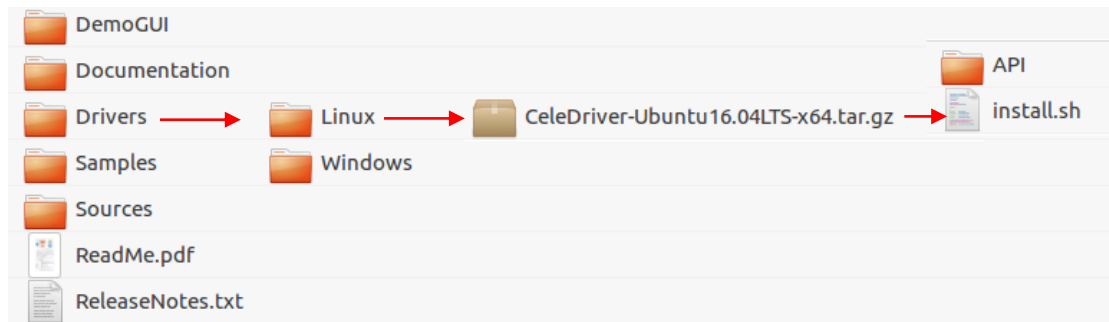 DemoGUI
Documentation
API
Drivers
Linux
CeleDriver-Ubuntu16.04LTS-x64.tar.gz
install.sh
Samples
Windows
Sources
ReadMe.pdf
ReleaseNotes.txt